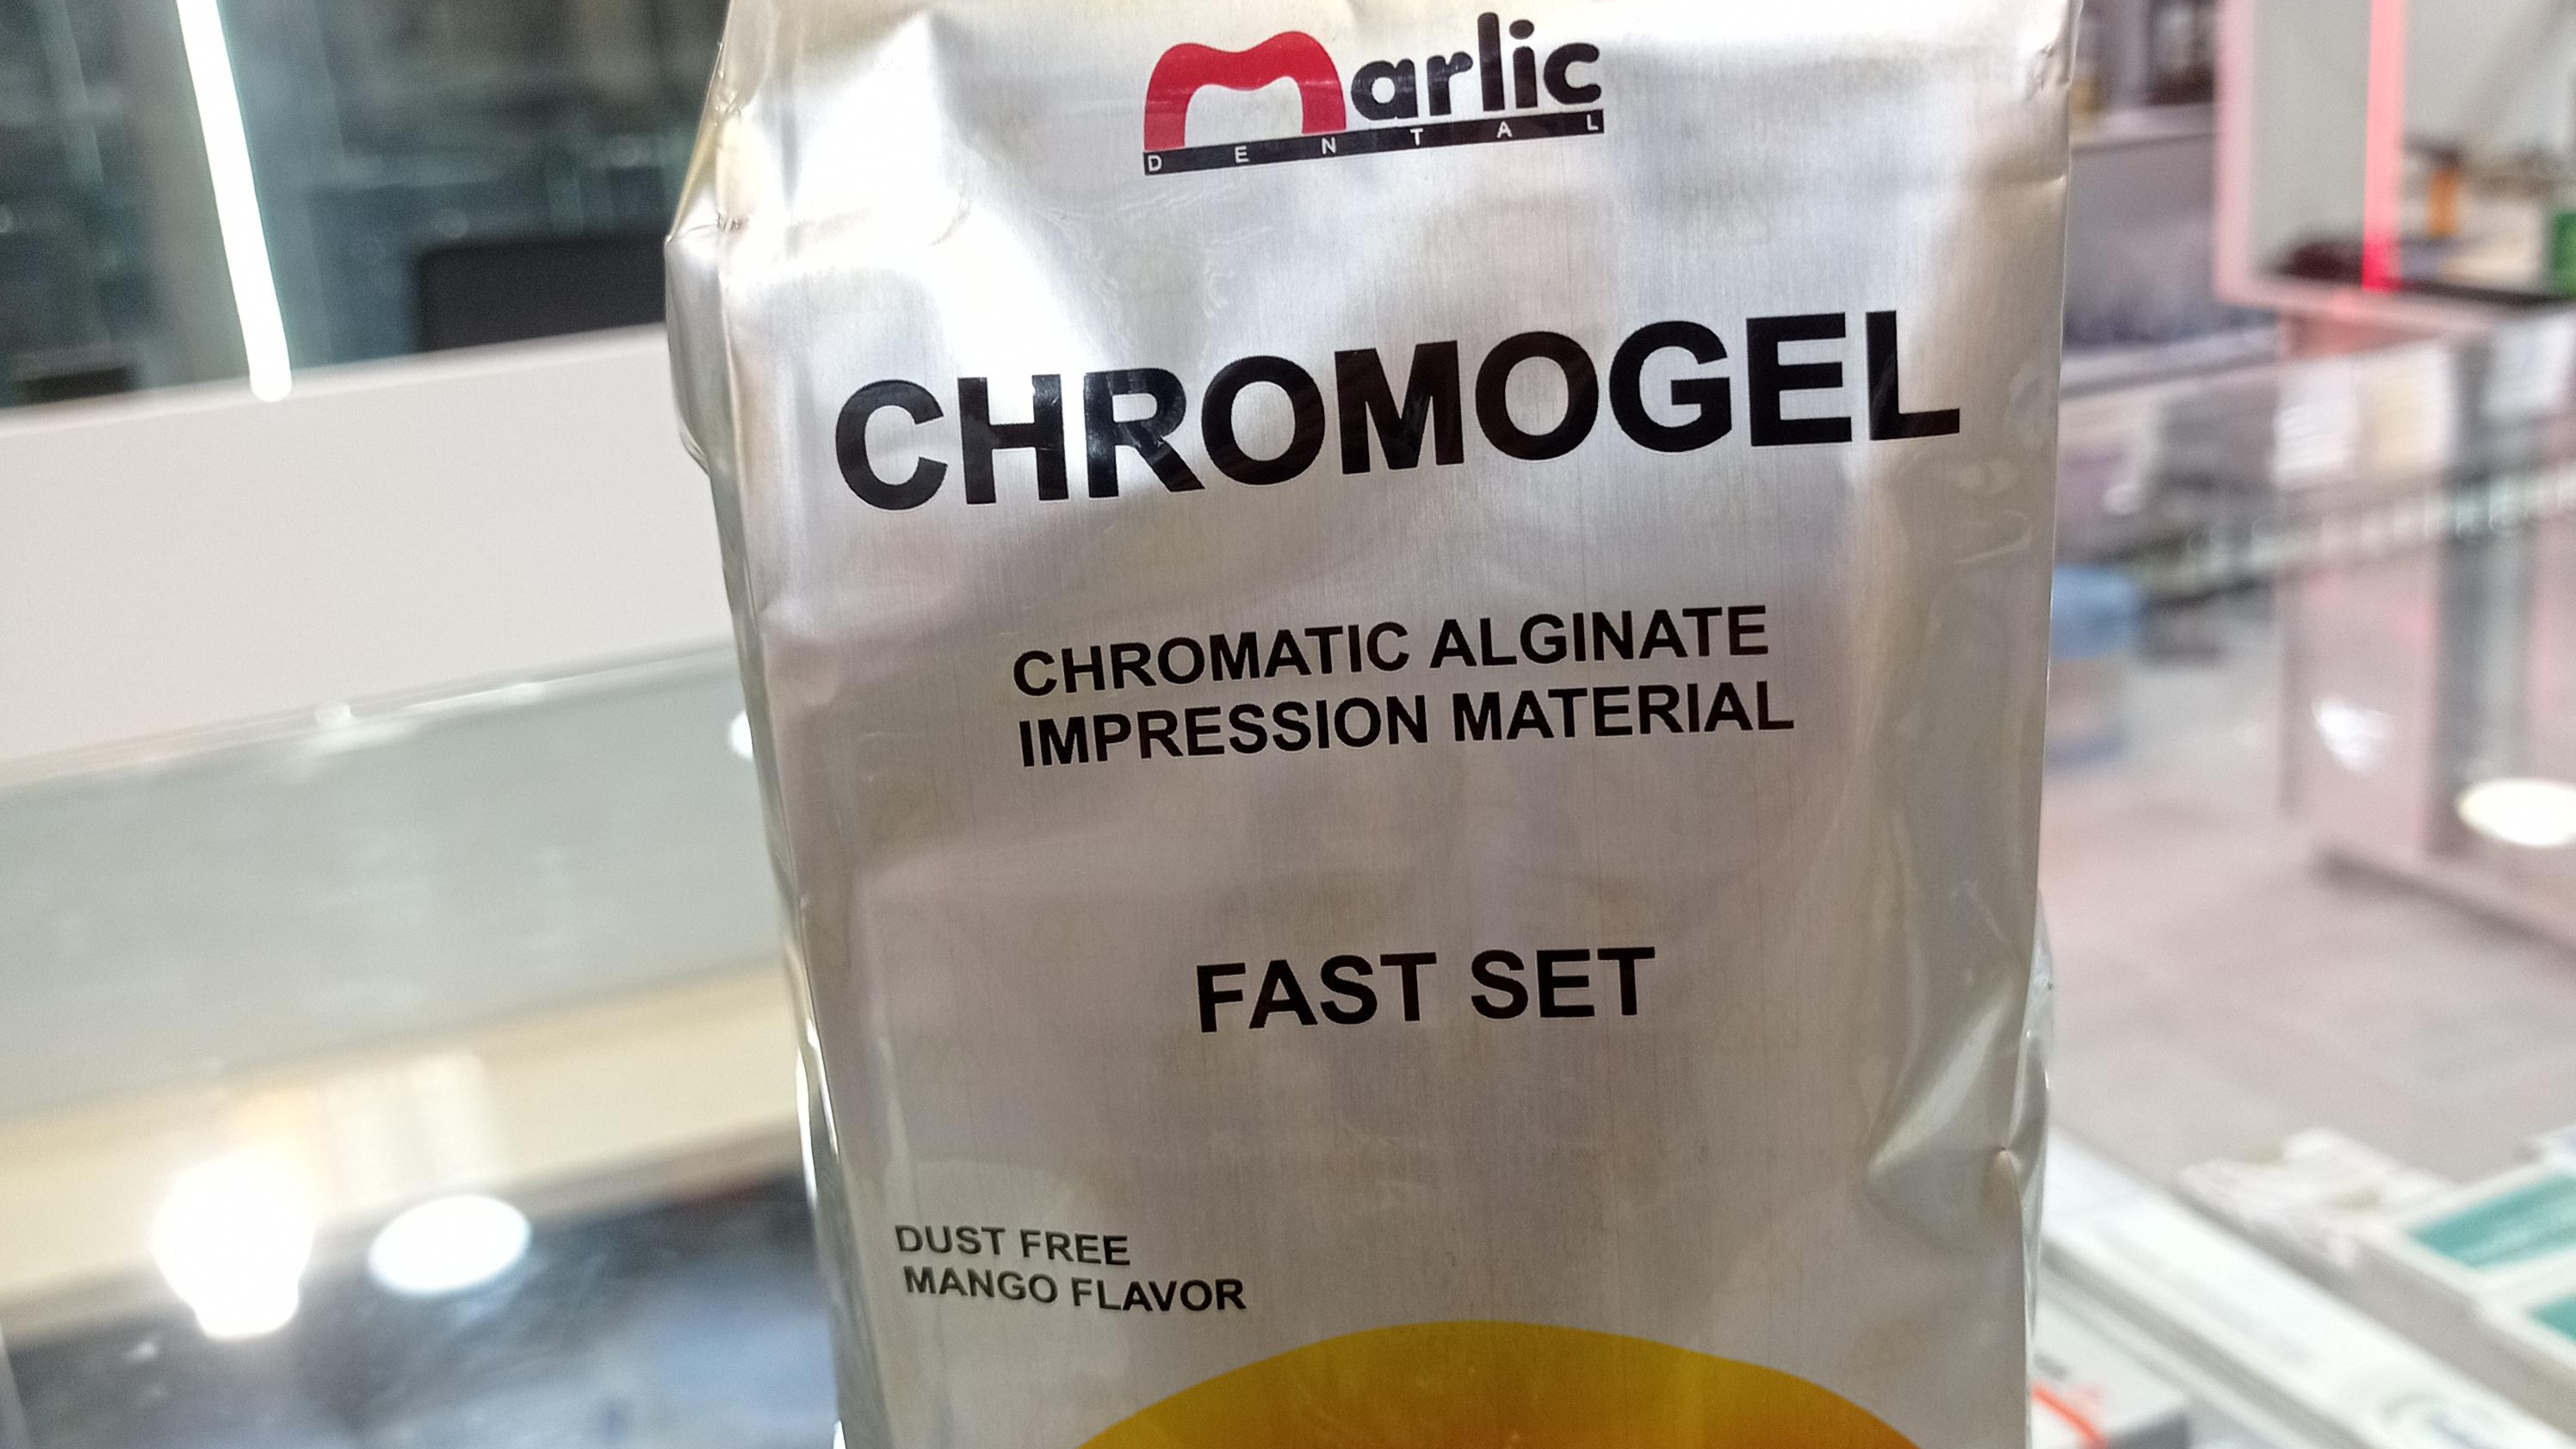 Marlic
DENTAL
CHROMOGEL
CHROMATIC ALGINATE
IMPRESSION MATERIAL
FAST SET
DUST FREE
MANGO FLAVOR